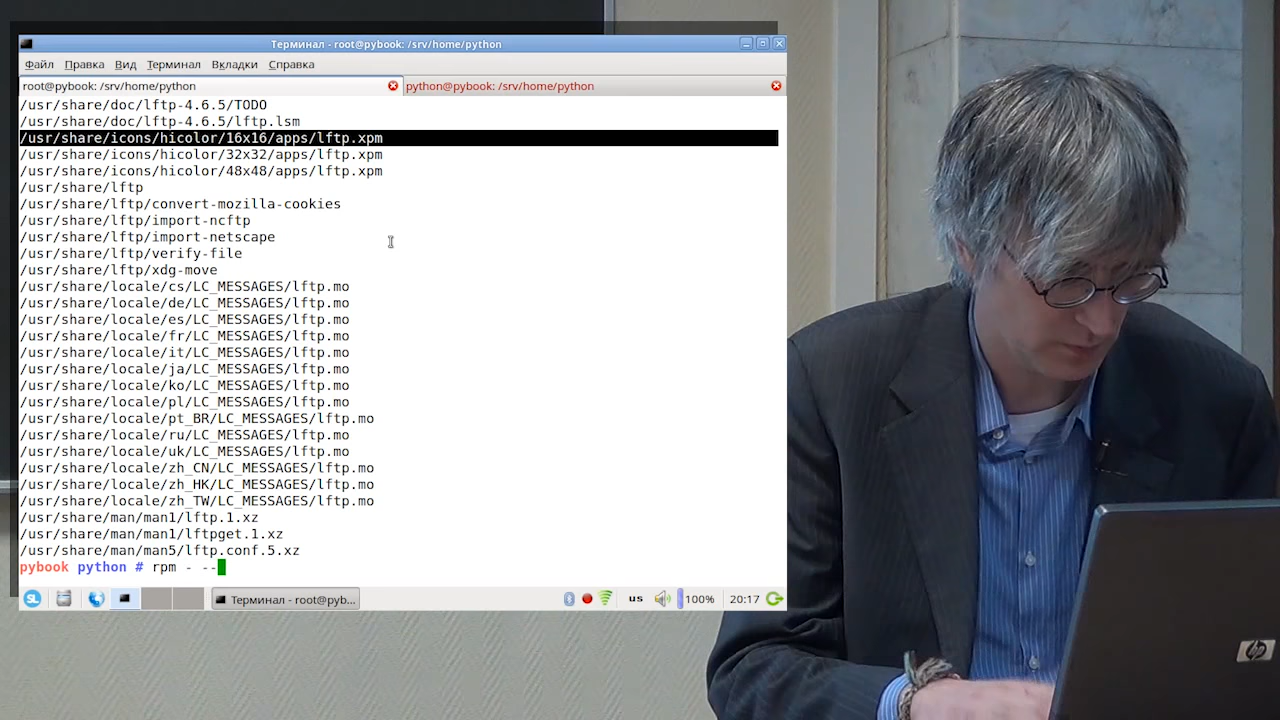 Терминал - root@pybook: /srv/home/python
Файл Правка Вид Терминал Вкладки Справка
root@pybook: /srv/home/python python@pybook: /srv/home/python
/usr/share/doc/lftp-4.6.5/TODO
/usr/share/doc/lftp-4.6.5/lftp.lsm
/usr/share/icons/hicolor/16x16/apps/lftp.xpm
/usr/share/icons/hicolor/32x32/apps/lftp.xpm
/usr/share/icons/hicolor/48x48/apps/lftp.xpm
/usr/share/lftp
/usr/share/lftp/convert-mozilla-cookies
/usr/share/lftp/import-ncftp
/usr/share/lftp/import-netscape
/usr/share/lftp/verify-file
/usr/share/lftp/xdg-move
/usr/share/locale/cs/LC_MESSAGES/lftp.mo
/usr/share/locale/de/LC_MESSAGES/lftp.mo
/usr/share/locale/es/LC_MESSAGES/lftp.mo
/usr/share/locale/fr/LC_MESSAGES/lftp.mo
/usr/share/locale/it/LC_MESSAGES/lftp.mo
/usr/share/locale/ja/LC_MESSAGES/lftp.mo
/usr/share/locale/ko/LC_MESSAGES/lftp.mo
/usr/share/locale/pl/LC_MESSAGES/lftp.mo
/usr/share/locale/pt_BR/LC_MESSAGES/lftp.mo
/usr/share/locale/ru/LC_MESSAGES/lftp.mo
/usr/share/locale/uk/LC_MESSAGES/lftp.mo
/usr/share/locale/zh_CN/LC_MESSAGES/lftp.mo
/usr/share/locale/zh_HK/LC_MESSAGES/lftp.mo
/usr/share/locale/zh_TW/LC_MESSAGES/lftp.mo
/usr/share/man/man1/lftp.1.xz
/usr/share/man/man1/lftpget.1.xz
/usr/share/man/man5/lftp.conf.5.xz
pybook python # rpm - --
SL Терминал - root@pyb... us 100% 20:17
hp